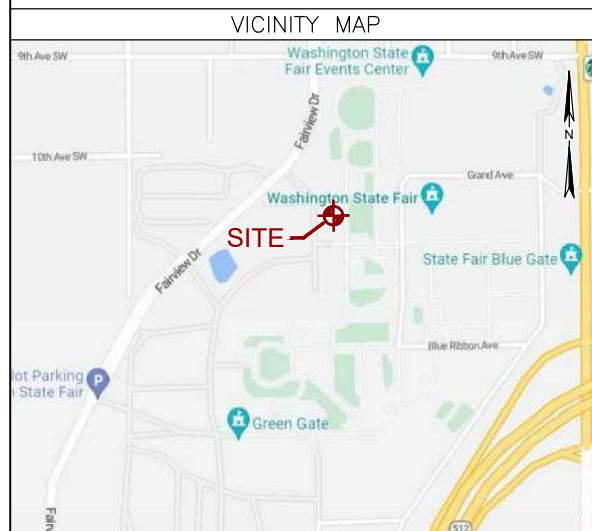 VICINITY MAP
9th Ave SW
Washington State
Fair Events Center
9th Ave SW
Fairview Dr
N
10th Ave SW
Grand Ave
Washington State Fair
SITE
State Fair Blue Gate
Fairview Dr
Blue Ribbon Ave
lot Parking
State Fair
P
Green Gate
512